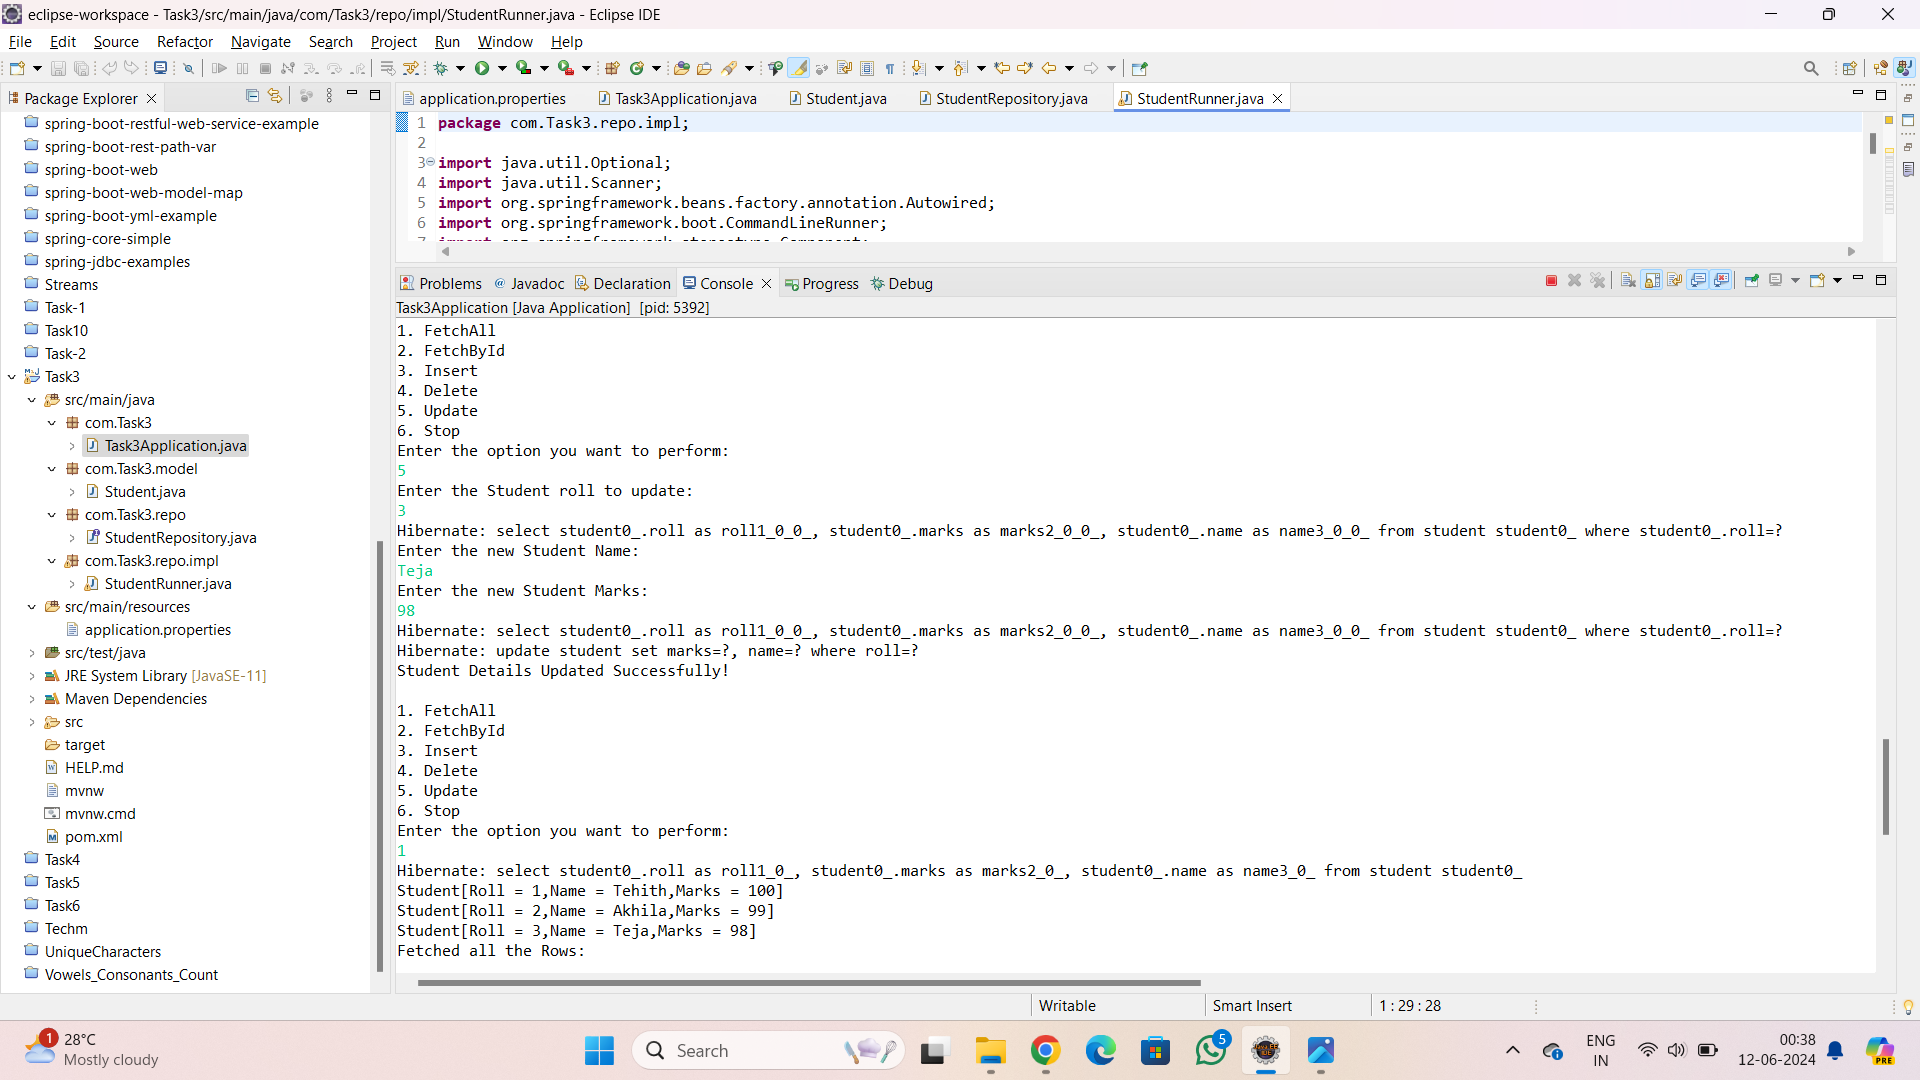 eclipse-workspace - Task3/src/main/java/com/Task3/repo/impl/StudentRunner.java - Eclipse IDE
File Edit Source Refactor Navigate Search Project Run Window Help
Package Explorer
spring-boot-restful-web-service-example
spring-boot-rest-path-var
spring-boot-web
spring-boot-web-model-map
spring-boot-yml-example
spring-core-simple
spring-jdbc-examples
Streams
Task-1
Task10
Task-2
Task3
src/main/java
com.Task3
Task3Application.java
com.Task3.model
Student.java
com.Task3.repo
StudentRepository.java
com.Task3.repo.impl
StudentRunner.java
src/main/resources
application.properties
src/test/java
JRE System Library [JavaSE-11]
Maven Dependencies
src
target
HELP.md
mvnw
mvnw.cmd
pom.xml
Task4
Task5
Task6
Techm
UniqueCharacters
Vowels_Consonants_Count
application.properties Task3Application.java Student.java StudentRepository.java StudentRunner.java
1 package com.Task3.repo.impl;
2
3 import java.util.Optional;
4 import java.util.Scanner;
5 import org.springframework.beans.factory.annotation.Autowired;
6 import org.springframework.boot.CommandLineRunner;
7 import org.springframework.stereotype.Component;
Problems Javadoc Declaration Console Progress Debug
Task3Application [Java Application] [pid: 5392]
1. FetchAll
2. FetchById
3. Insert
4. Delete
5. Update
6. Stop
Enter the option you want to perform:
5
Enter the Student roll to update:
3
Hibernate: select student0_.roll as roll1_0_0_, student0_.marks as marks2_0_0_, student0_.name as name3_0_0_ from student student0_ where student0_.roll=?
Enter the new Student Name:
Teja
Enter the new Student Marks:
98
Hibernate: select student0_.roll as roll1_0_0_, student0_.marks as marks2_0_0_, student0_.name as name3_0_0_ from student student0_ where student0_.roll=?
Hibernate: update student set marks=?, name=? where roll=?
Student Details Updated Successfully!
1. FetchAll
2. FetchById
3. Insert
4. Delete
5. Update
6. Stop
Enter the option you want to perform:
1
Hibernate: select student0_.roll as roll1_0_, student0_.marks as marks2_0_, student0_.name as name3_0_ from student student0_
Student[Roll = 1,Name = Tehith,Marks = 100]
Student[Roll = 2,Name = Akhila,Marks = 99]
Student[Roll = 3,Name = Teja,Marks = 98]
Fetched all the Rows:
Writable Smart Insert 1 : 29 : 28
1
28°C
Mostly cloudy
Search
5
ENG
IN
00:38
12-06-2024
PRE